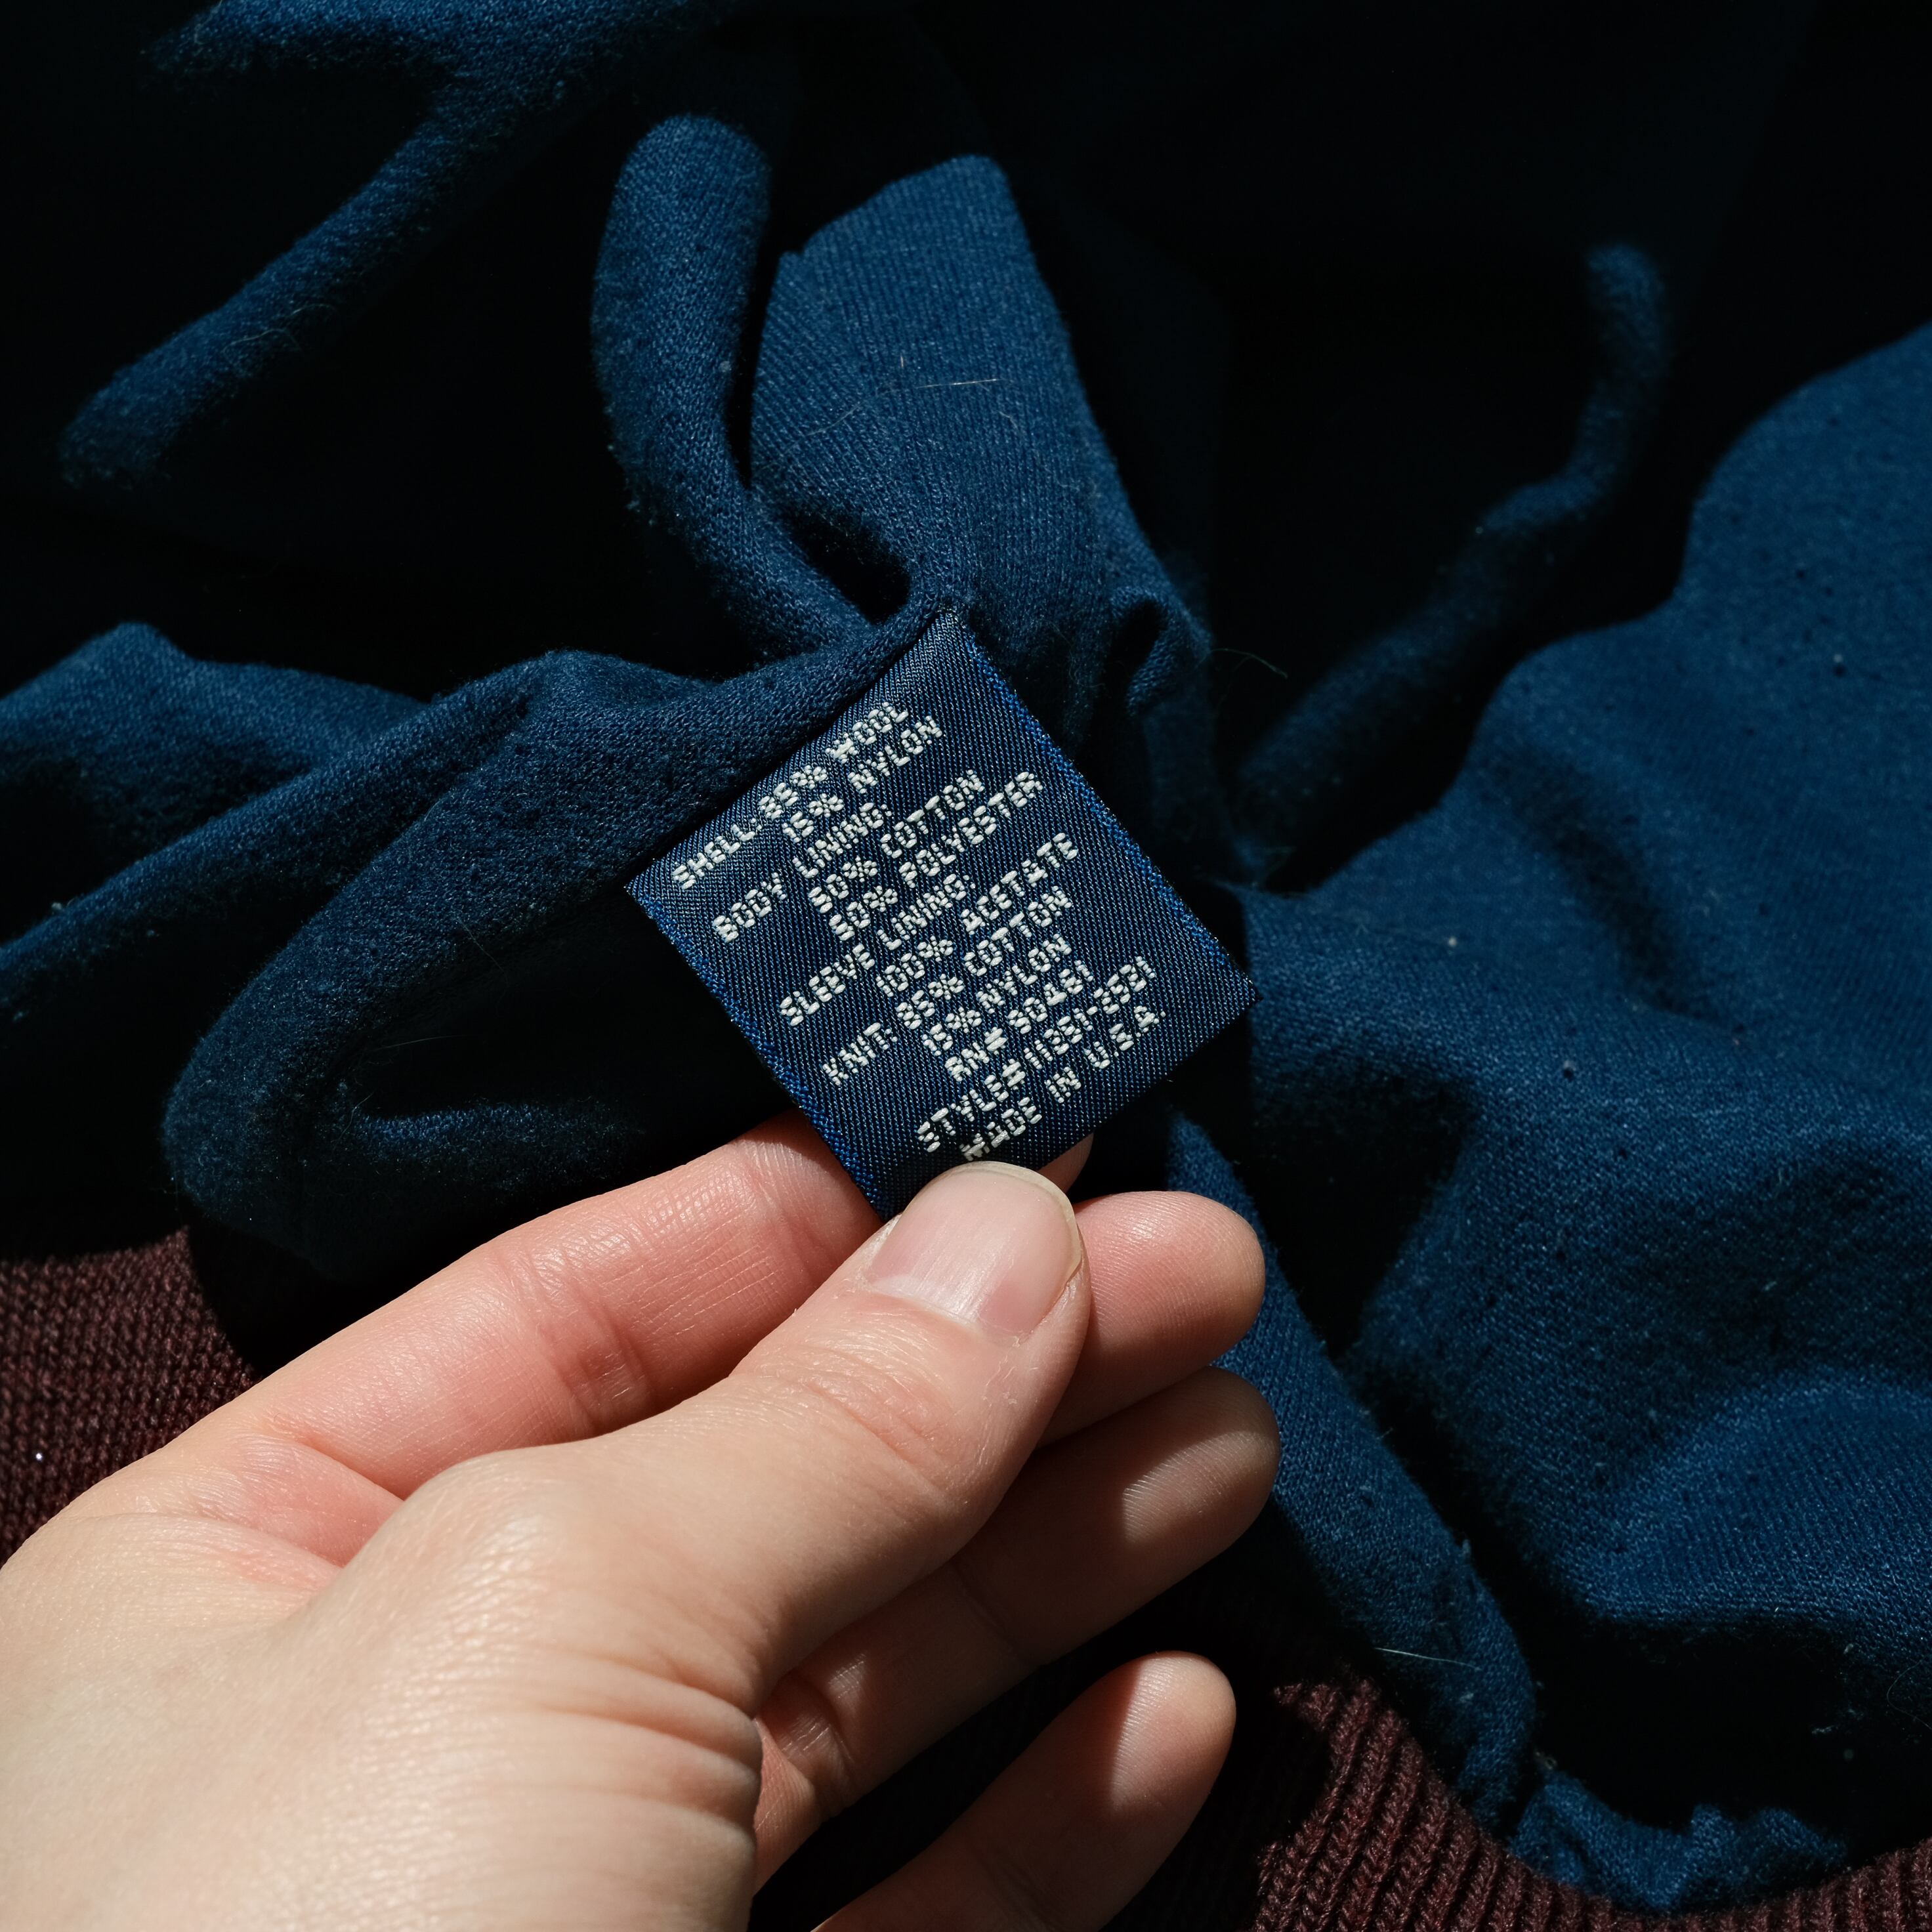 SHELL: 85% WOOL
15% NYLON
BODY LINING:
50% COTTON
50% POLYESTER
SLEEVE LINING:
100% ACETATE
KNIT: 85% COTTON
15% NYLON
RN#
STYLE#
MADE IN U.S.A